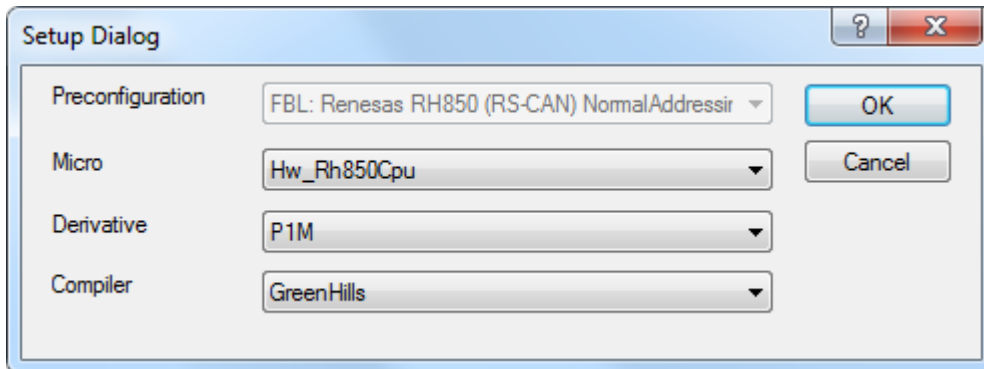 Setup Dialog
Preconfiguration FBL: Renesas RH850 (RS-CAN) NormalAddressir OK
Micro Hw_Rh850Cpu Cancel
Derivative P1M
Compiler GreenHills